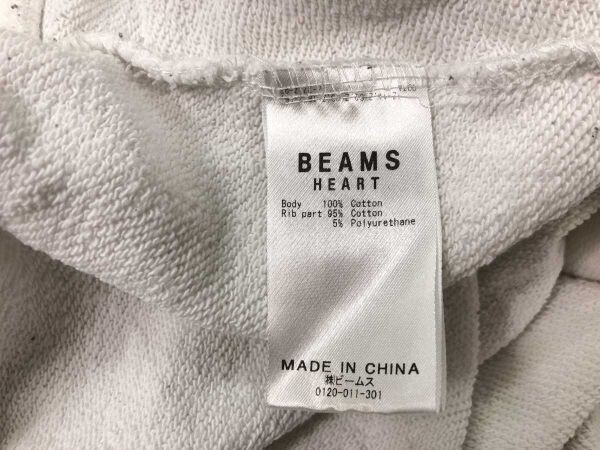 BEAMS
HEART
Body 100% Cotton
Rib part 95% Cotton
5% Polyurethane
MADE IN CHINA
㈱ビームス
0120-011-301